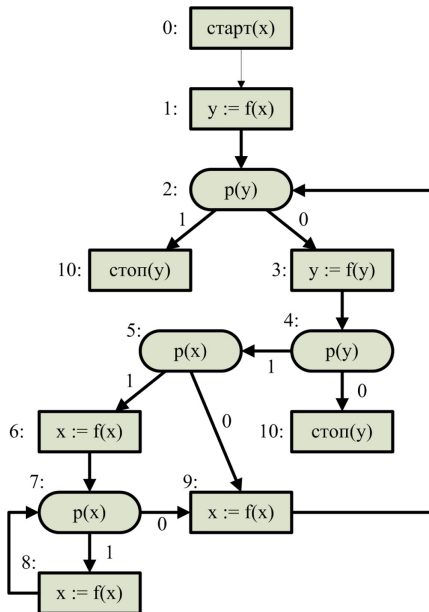 0: старт(x)
1: y := f(x)
2: p(y)
1 0
10: стоп(y) 3: y := f(y)
5: 4:
p(x) 1 p(y)
1 0 0
6: x := f(x) 10: стоп(y)
7: 9:
p(x) 0 x := f(x)
1
8: x := f(x)